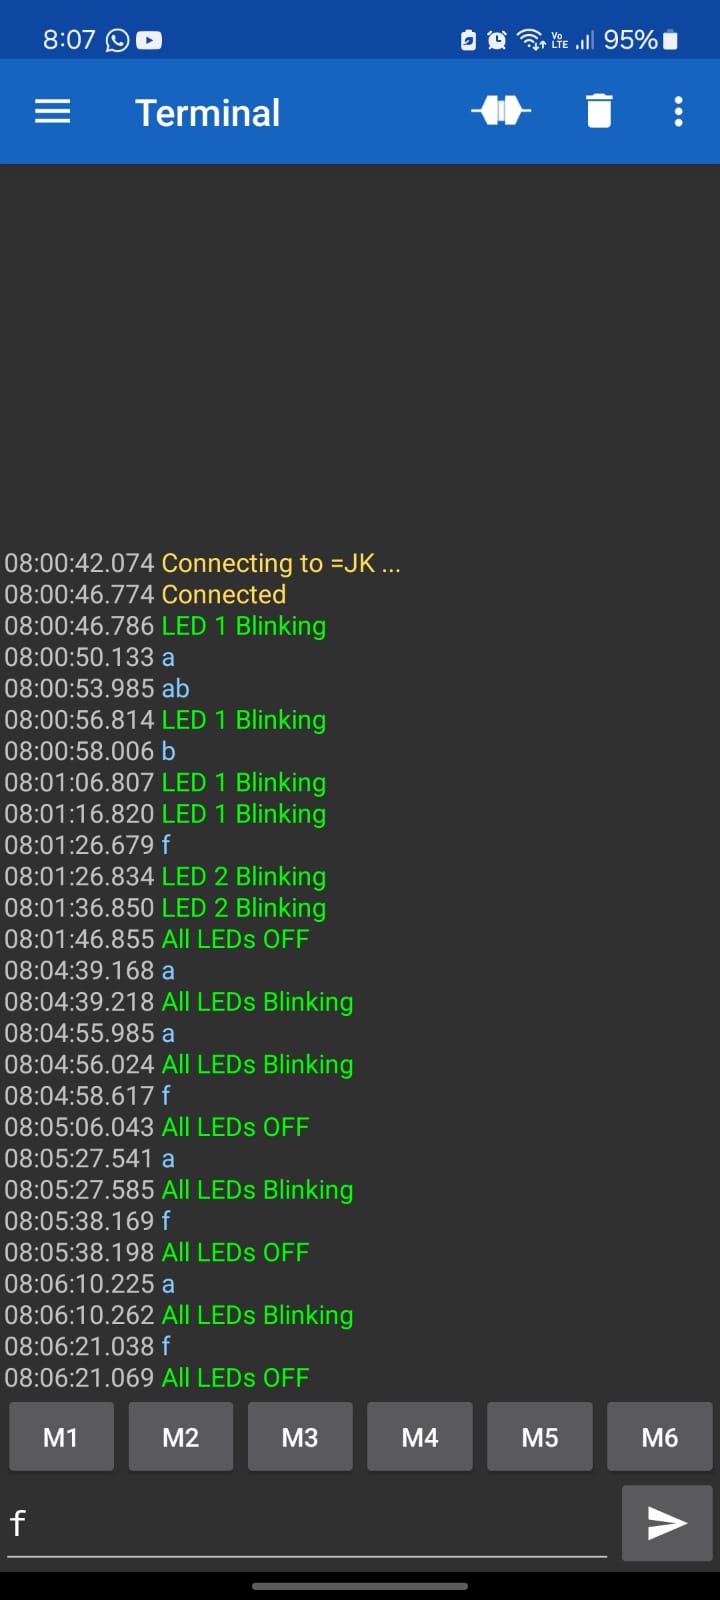 8:07 Vo LTE 95%
Terminal
08:00:42.074 Connecting to =JK ...
08:00:46.774 Connected
08:00:46.786 LED 1 Blinking
08:00:50.133 a
08:00:53.985 ab
08:00:56.814 LED 1 Blinking
08:00:58.006 b
08:01:06.807 LED 1 Blinking
08:01:16.820 LED 1 Blinking
08:01:26.679 f
08:01:26.834 LED 2 Blinking
08:01:36.850 LED 2 Blinking
08:01:46.855 All LEDs OFF
08:04:39.168 a
08:04:39.218 All LEDs Blinking
08:04:55.985 a
08:04:56.024 All LEDs Blinking
08:04:58.617 f
08:05:06.043 All LEDs OFF
08:05:27.541 a
08:05:27.585 All LEDs Blinking
08:05:38.169 f
08:05:38.198 All LEDs OFF
08:06:10.225 a
08:06:10.262 All LEDs Blinking
08:06:21.038 f
08:06:21.069 All LEDs OFF
M1 M2 M3 M4 M5 M6
f